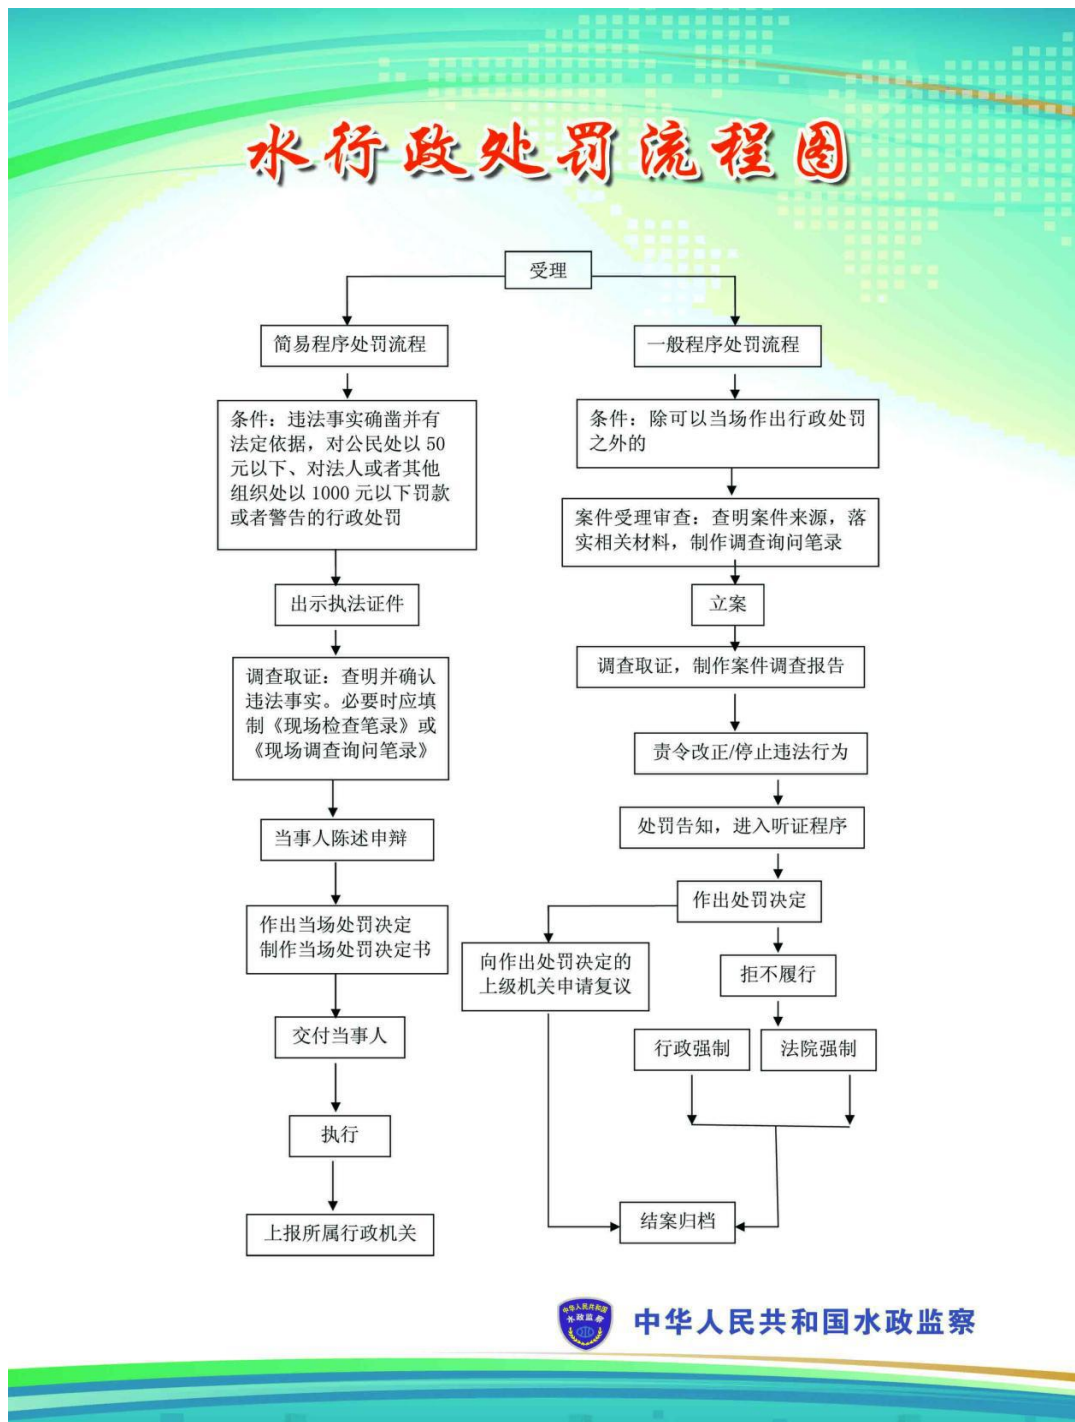 水行政处罚流程图
受理
简易程序处罚流程
条件：违法事实确凿并有
法定依据，对公民处以 50
元以下、对法人或者其他
组织处以 1000 元以下罚款
或者警告的行政处罚
出示执法证件
调查取证：查明并确认
违法事实。必要时应填
制《现场检查笔录》或
《现场调查询问笔录》
当事人陈述申辩
作出当场处罚决定
制作当场处罚决定书
交付当事人
执行
上报所属行政机关
一般程序处罚流程
条件：除可以当场作出行政处罚
之外的
案件受理审查：查明案件来源，落
实相关材料，制作调查询问笔录
立案
调查取证，制作案件调查报告
责令改正/停止违法行为
处罚告知，进入听证程序
作出处罚决定
向作出处罚决定的
上级机关申请复议
拒不履行
行政强制
法院强制
结案归档
中华人民共和国
水政监察
中华人民共和国水政监察